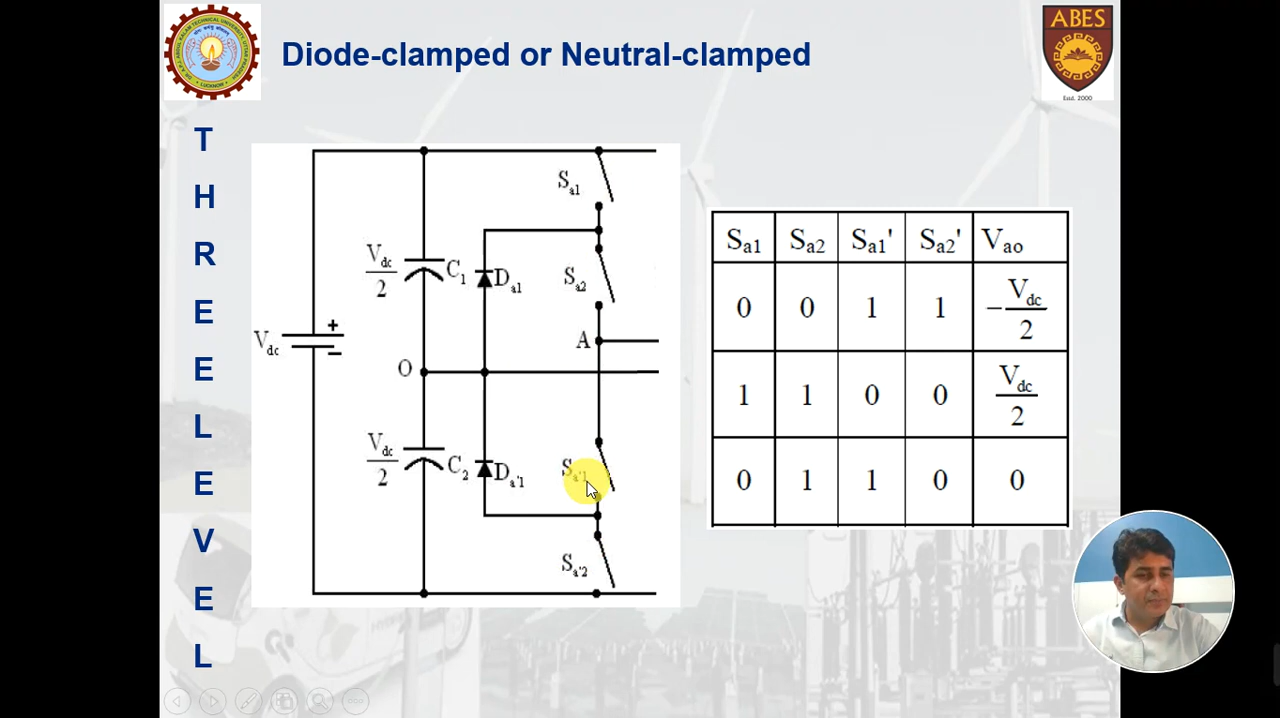 Diode-clamped or Neutral-clamped
ABES
Estd. 2000
T
H
R
E
E
L
E
V
E
L
Sa1
Vdc
2
C1
Da1
Sa2
Vdc
+
−
A
O
Vdc
2
C2
Da'1
Sa'1
Sa'2
Sa1 Sa2 Sa1' Sa2' Vao
0 0 1 1 −Vdc/2
1 1 0 0 Vdc/2
0 1 1 0 0